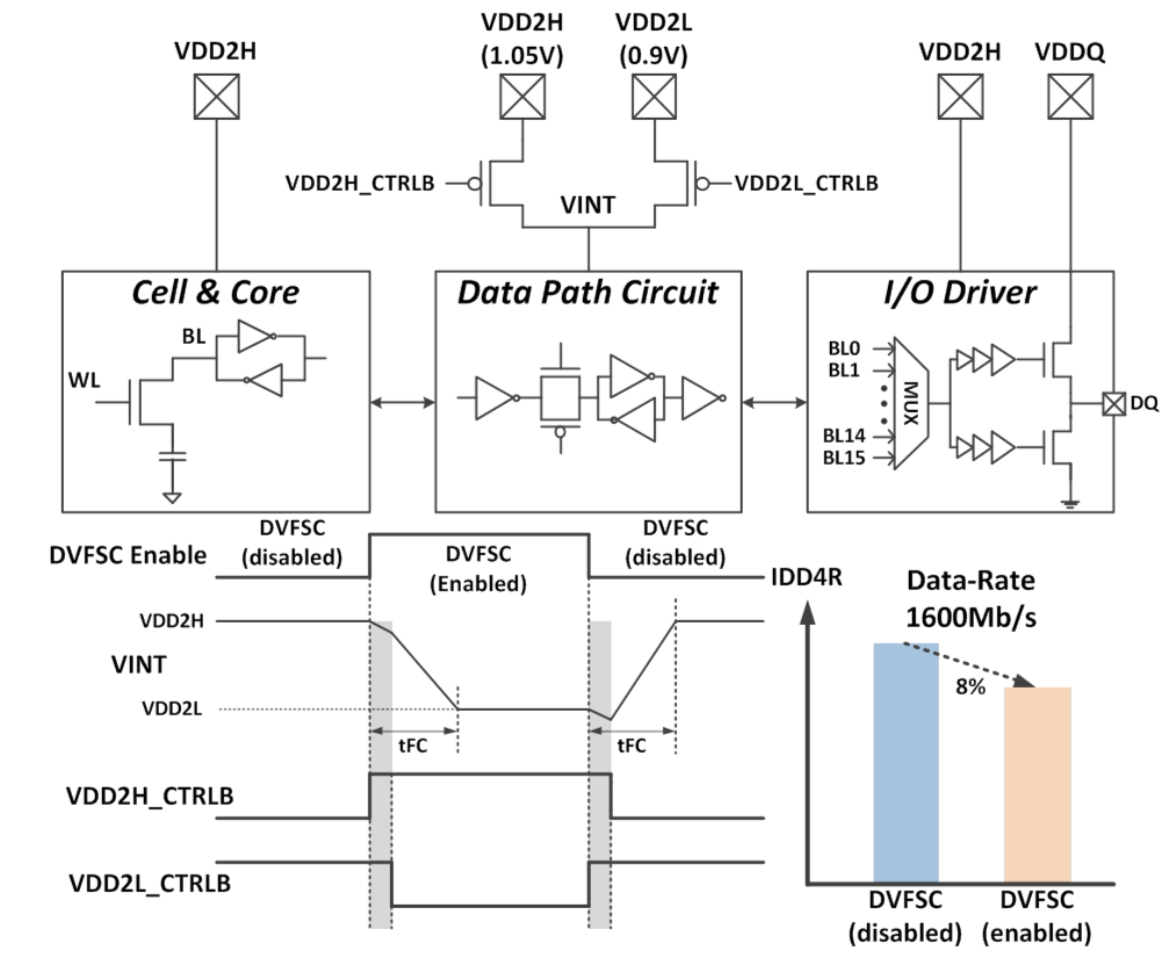 VDD2H
VDD2H
(1.05V)
VDD2L
(0.9V)
VDD2H
VDDQ
VDD2H_CTRLB
VINT
VDD2L_CTRLB
Cell & Core
BL
WL
Data Path Circuit
I/O Driver
BL0
BL1
BL14
BL15
MUX
DQ
DVFSC Enable
DVFSC
(disabled)
DVFSC
(Enabled)
DVFSC
(disabled)
VDD2H
VINT
VDD2L
tFC
tFC
VDD2H_CTRLB
VDD2L_CTRLB
IDD4R
Data-Rate
1600Mb/s
8%
DVFSC
(disabled)
DVFSC
(enabled)